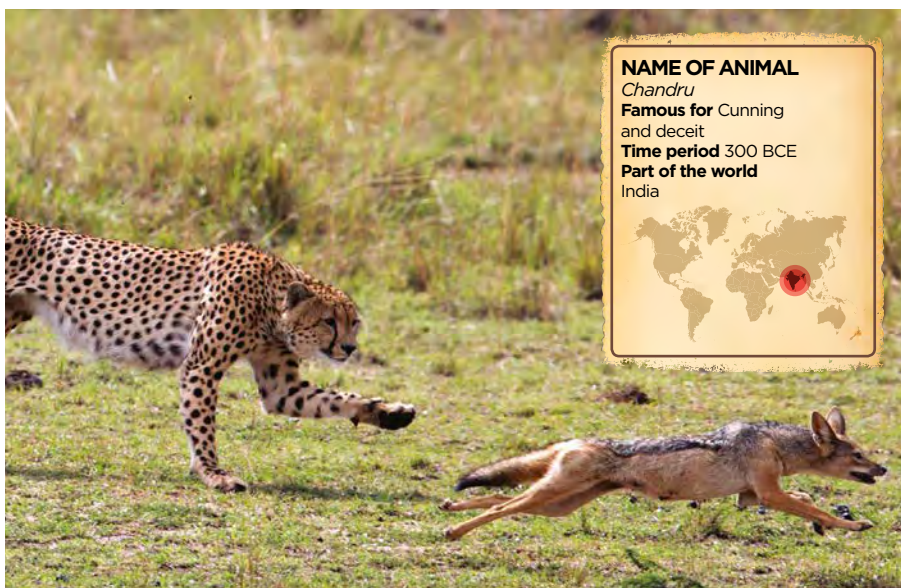 NAME OF ANIMAL
Chandru
Famous for Cunning
and deceit
Time period 300 BCE
Part of the world
India